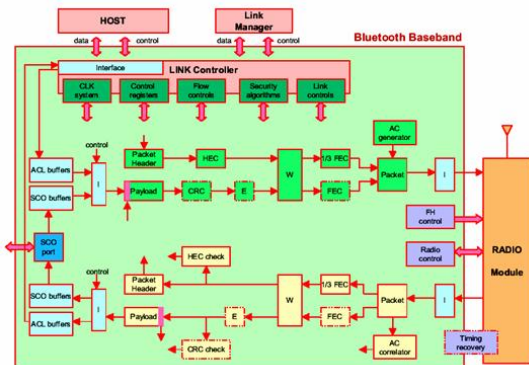 HOST
Link
Manager
data
control
data
control
Bluetooth Baseband
Interface
LINK Controller
CLK
system
Control
registers
Flow
controls
Security
algorithms
Link
controls
AC
generator
control
Packet
Header
HEC
1/3 FEC
ACL buffers
I
W
Packet
I
SCO buffers
Payload
CRC
E
FEC
FH
control
SCO
port
Radio
control
RADIO
Module
HEC check
control
Packet
Header
1/3 FEC
SCO buffers
I
W
Packet
I
ACL buffers
Payload
E
FEC
Timing
recovery
CRC check
AC
correlator